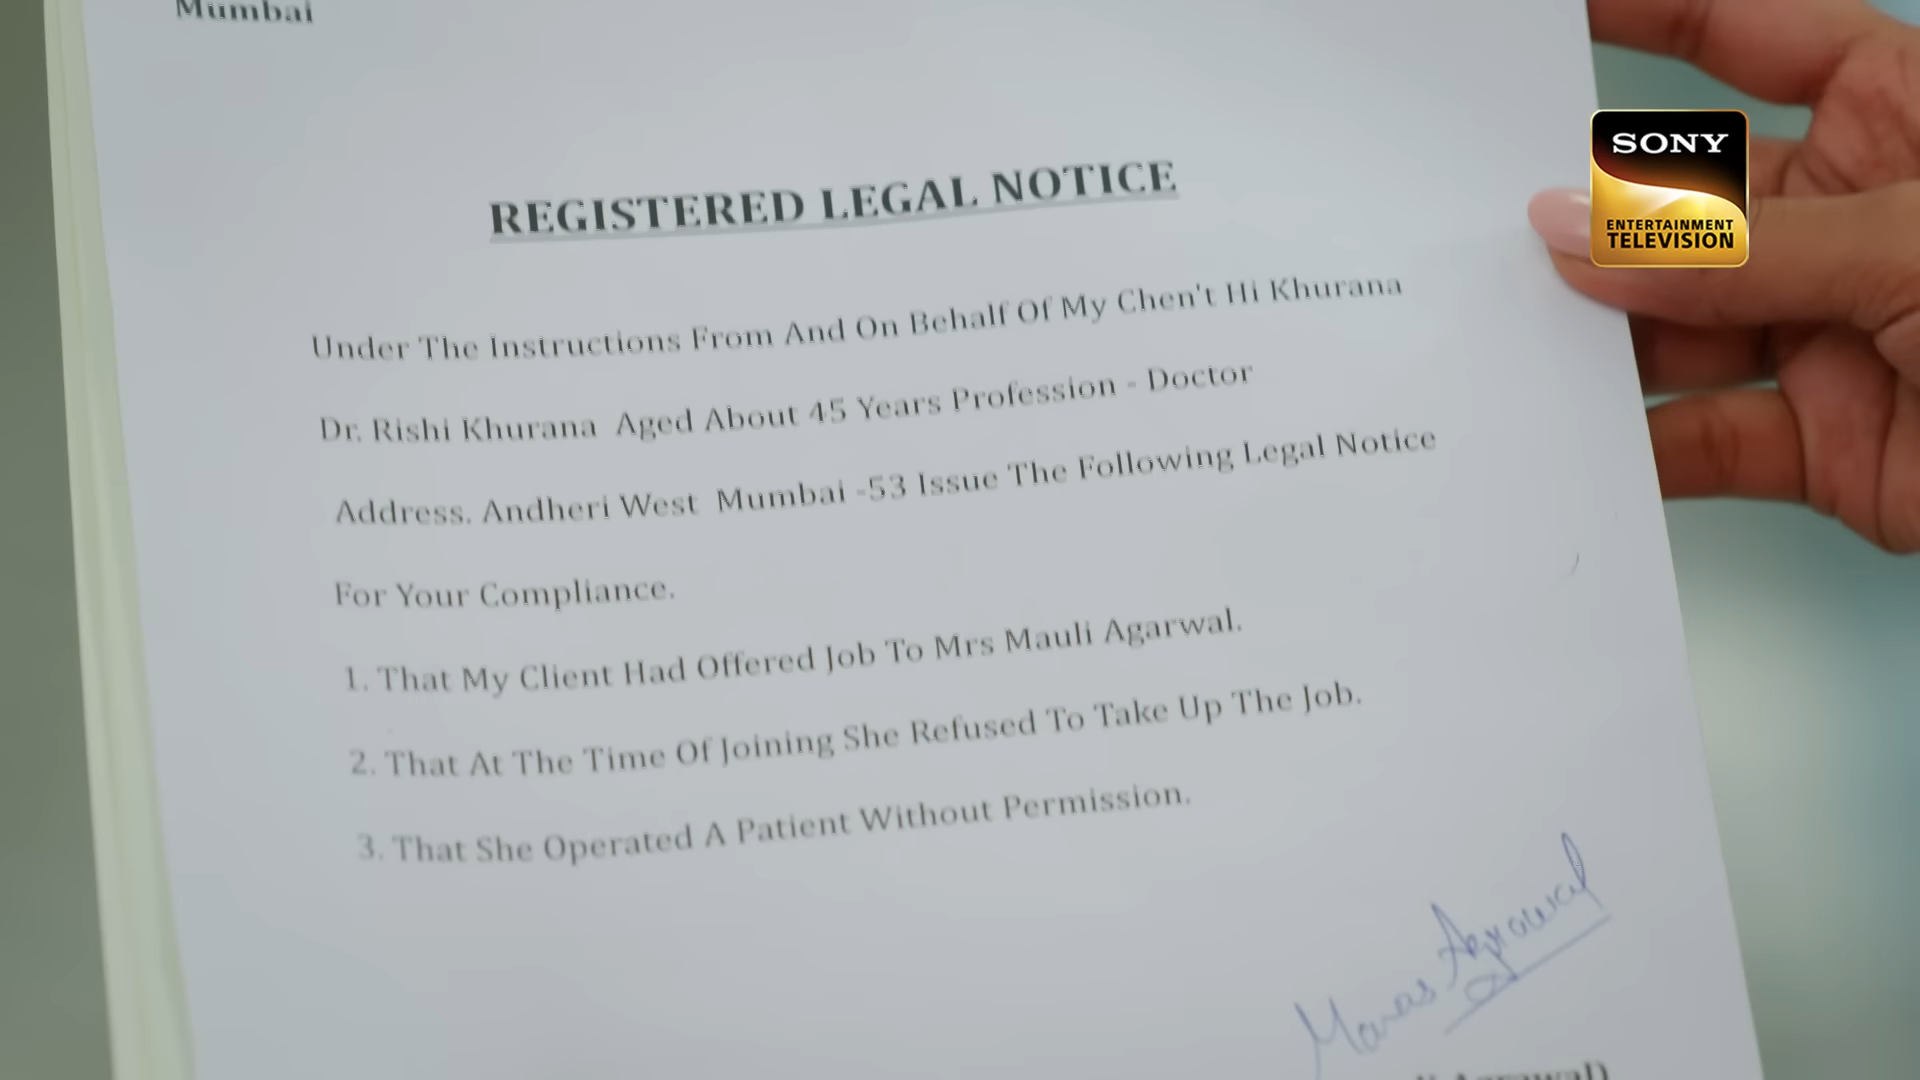 Mumbai
REGISTERED LEGAL NOTICE
SONY
ENTERTAINMENT
TELEVISION
Under The Instructions From And On Behalf Of My Chen't Hi Khurana
Dr. Rishi Khurana Aged About 45 Years Profession - Doctor
Address. Andheri West Mumbai -53 Issue The Following Legal Notice
For Your Compliance.
1. That My Client Had Offered Job To Mrs Mauli Agarwal.
2. That At The Time Of Joining She Refused To Take Up The Job.
3. That She Operated A Patient Without Permission.
Manas Agrawal
Agrawal)